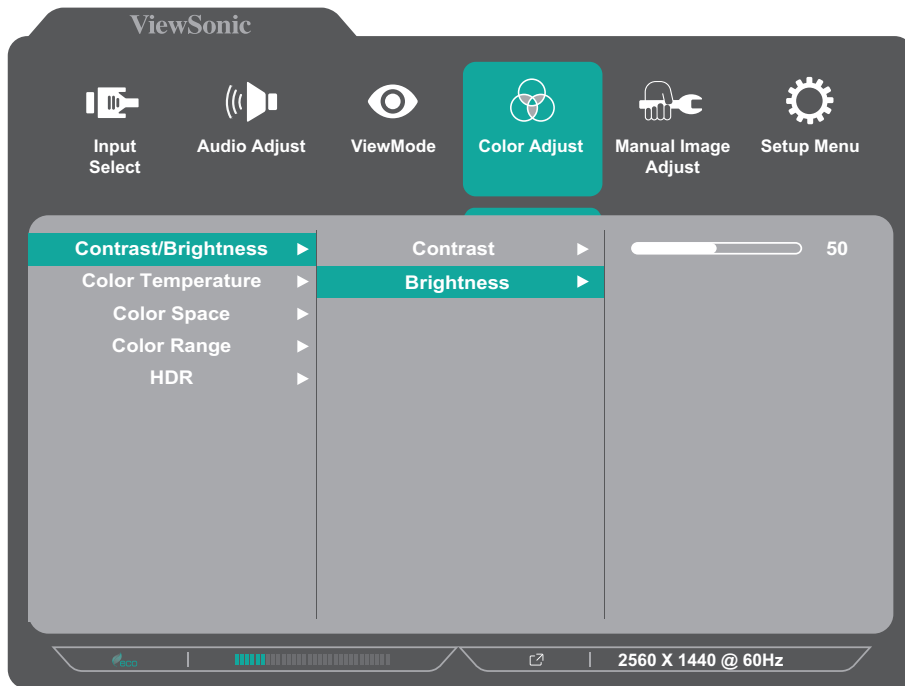 ViewSonic
Input
Select
Audio Adjust
ViewMode
Color Adjust
Manual Image
Adjust
Setup Menu
Contrast/Brightness
Contrast
50
Color Temperature
Brightness
Color Space
Color Range
HDR
eco
2560 X 1440 @ 60Hz